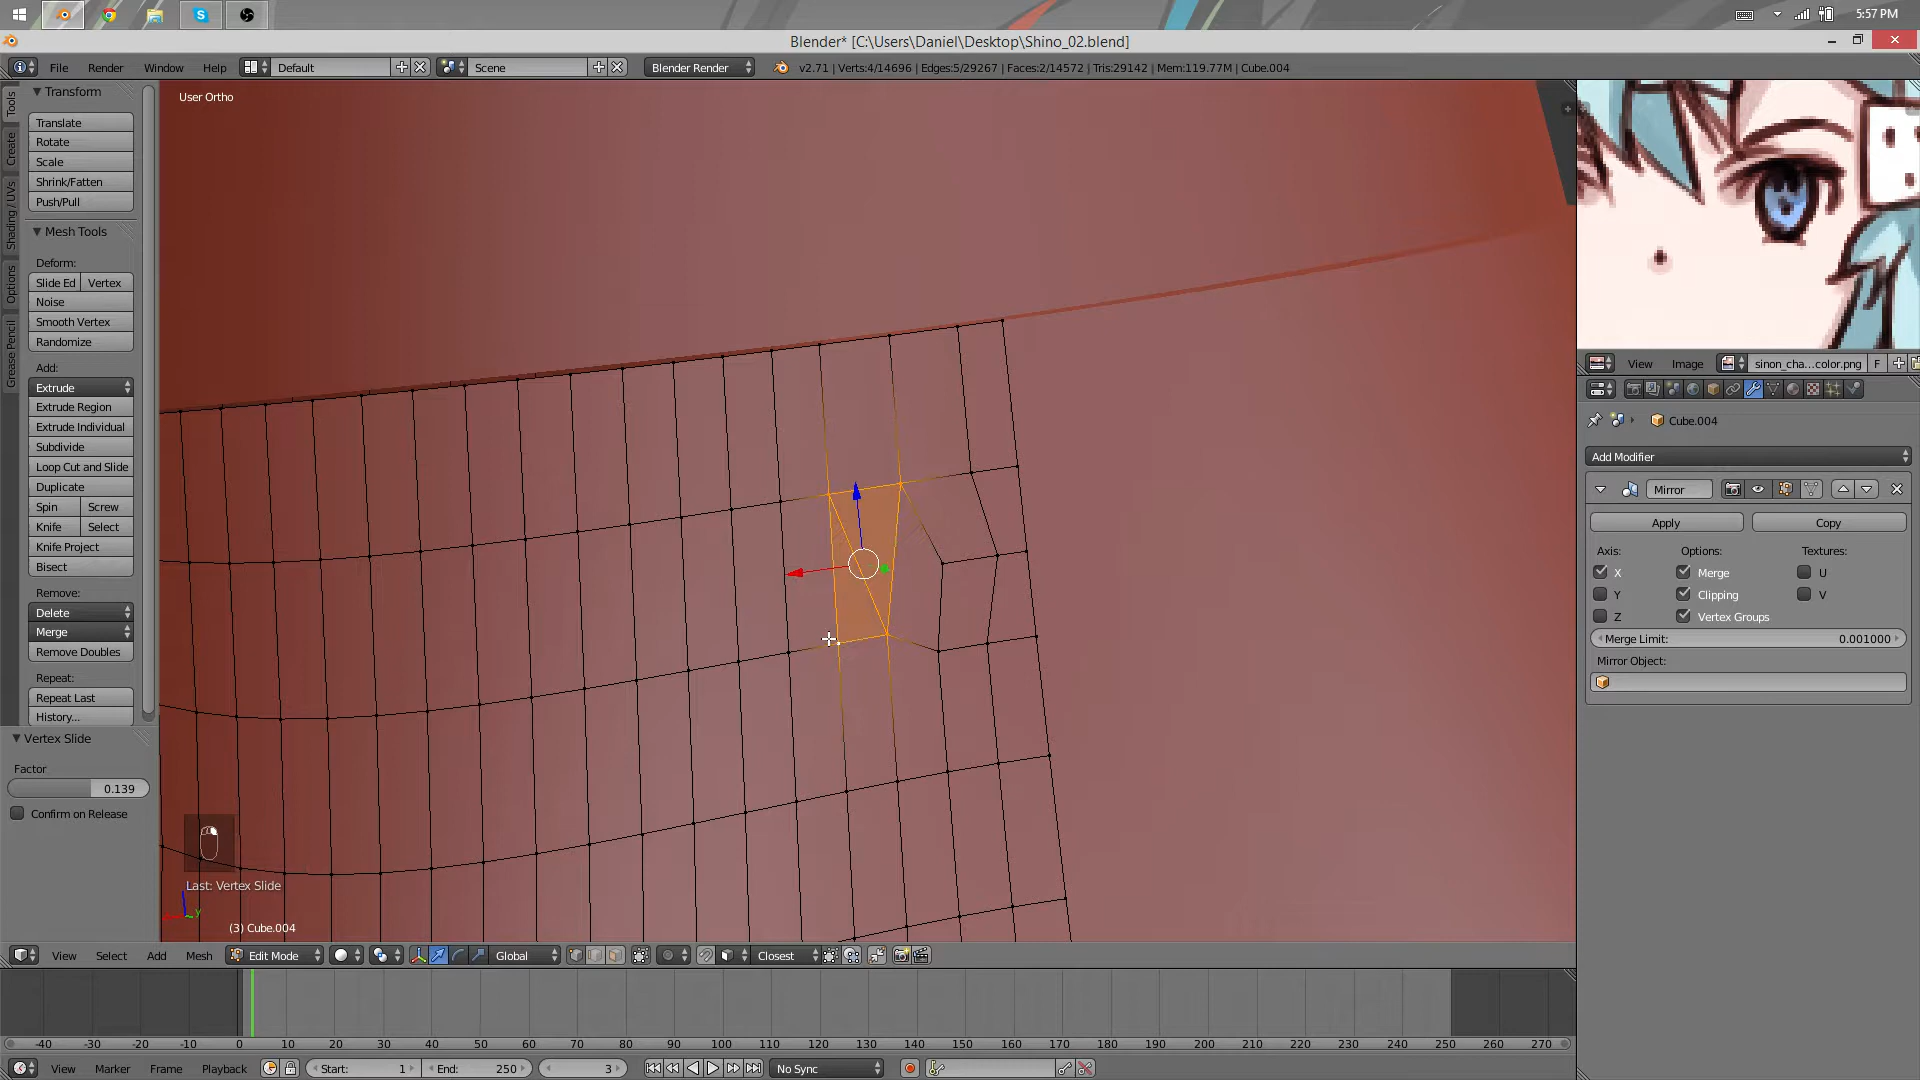 5:57 PM
Blender* [C:\Users\Daniel\Desktop\Shino_02.blend]
File Render Window Help Default Scene Blender Render v2.71 | Verts:4/14696 | Edges:5/29267 | Faces:2/14572 | Tris:29142 | Mem:119.77M | Cube.004
Tools
Create
Shading / UVs
Options
Grease Pencil
Transform
Translate
Rotate
Scale
Shrink/Fatten
Push/Pull
Mesh Tools
Deform:
Slide Ed Vertex
Noise
Smooth Vertex
Randomize
Add:
Extrude
Extrude Region
Extrude Individual
Subdivide
Loop Cut and Slide
Duplicate
Spin Screw
Knife Select
Knife Project
Bisect
Remove:
Delete
Merge
Remove Doubles
Repeat:
Repeat Last
History...
Vertex Slide
Factor
0.139
Confirm on Release
User Ortho
Last: Vertex Slide
y
(3) Cube.004
View Image sinon_cha...color.png F
Cube.004
Add Modifier
Mirror
Apply Copy
Axis: Options: Textures:
X Merge U
Y Clipping V
Z Vertex Groups
Merge Limit: 0.001000
Mirror Object:
View Select Add Mesh Edit Mode Global Closest
-40 -30 -20 -10 0 10 20 30 40 50 60 70 80 90 100 110 120 130 140 150 160 170 180 190 200 210 220 230 240 250 260 270
View Marker Frame Playback Start: 1 End: 250 3 No Sync